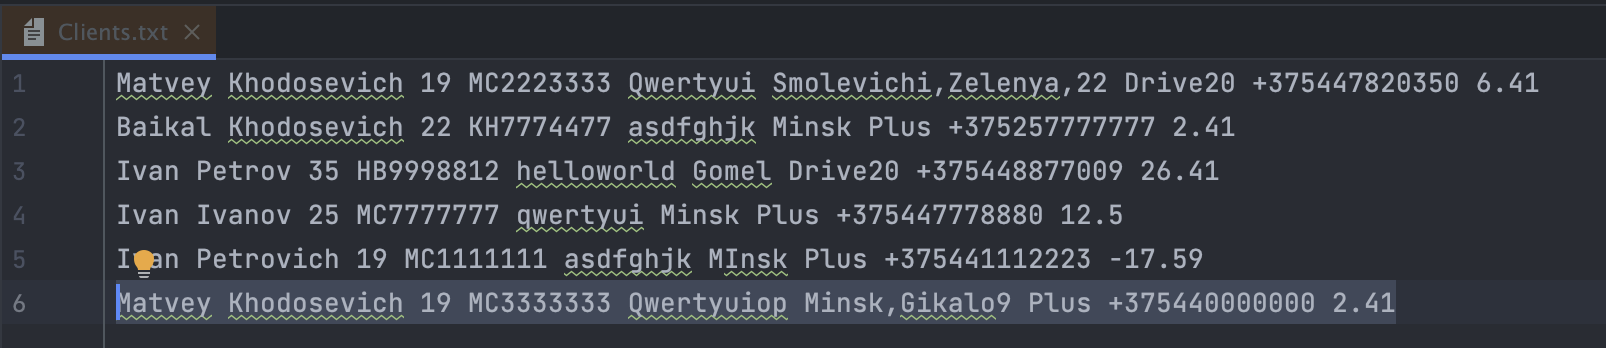 Clients.txt
1 Matvey Khodosevich 19 MC2223333 Qwertyui Smolevichi,Zelenya,22 Drive20 +375447820350 6.41
2 Baikal Khodosevich 22 KH7774477 asdfghjk Minsk Plus +375257777777 2.41
3 Ivan Petrov 35 HB9998812 helloworld Gomel Drive20 +375448877009 26.41
4 Ivan Ivanov 25 MC7777777 qwertyui Minsk Plus +375447778880 12.5
5 Ivan Petrovich 19 MC1111111 asdfghjk MInsk Plus +375441112223 -17.59
6 Matvey Khodosevich 19 MC3333333 Qwertyuiop Minsk,Gikalo9 Plus +375440000000 2.41